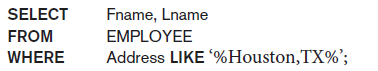 SELECT Fname, Lname
FROM EMPLOYEE
WHERE Address LIKE ‘%Houston,TX%’;